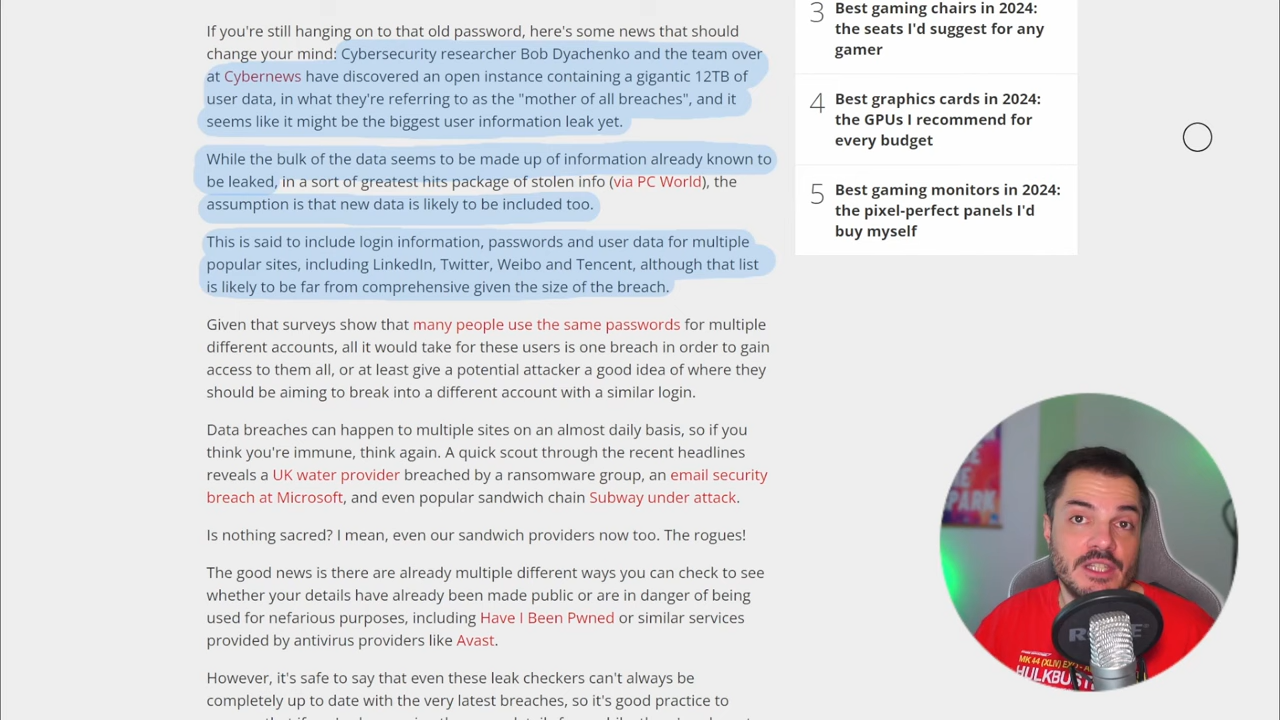 If you're still hanging on to that old password, here's some news that should
change your mind: Cybersecurity researcher Bob Dyachenko and the team over
at Cybernews have discovered an open instance containing a gigantic 12TB of
user data, in what they're referring to as the "mother of all breaches", and it
seems like it might be the biggest user information leak yet.
While the bulk of the data seems to be made up of information already known to
be leaked, in a sort of greatest hits package of stolen info (via PC World), the
assumption is that new data is likely to be included too.
This is said to include login information, passwords and user data for multiple
popular sites, including LinkedIn, Twitter, Weibo and Tencent, although that list
is likely to be far from comprehensive given the size of the breach.
Given that surveys show that many people use the same passwords for multiple
different accounts, all it would take for these users is one breach in order to gain
access to them all, or at least give a potential attacker a good idea of where they
should be aiming to break into a different account with a similar login.
Data breaches can happen to multiple sites on an almost daily basis, so if you
think you're immune, think again. A quick scout through the recent headlines
reveals a UK water provider breached by a ransomware group, an email security
breach at Microsoft, and even popular sandwich chain Subway under attack.
Is nothing sacred? I mean, even our sandwich providers now too. The rogues!
The good news is there are already multiple different ways you can check to see
whether your details have already been made public or are in danger of being
used for nefarious purposes, including Have I Been Pwned or similar services
provided by antivirus providers like Avast.
However, it's safe to say that even these leak checkers can't always be
completely up to date with the very latest breaches, so it's good practice to
3 Best gaming chairs in 2024:
the seats I'd suggest for any
gamer
4 Best graphics cards in 2024:
the GPUs I recommend for
every budget
5 Best gaming monitors in 2024:
the pixel-perfect panels I'd
buy myself